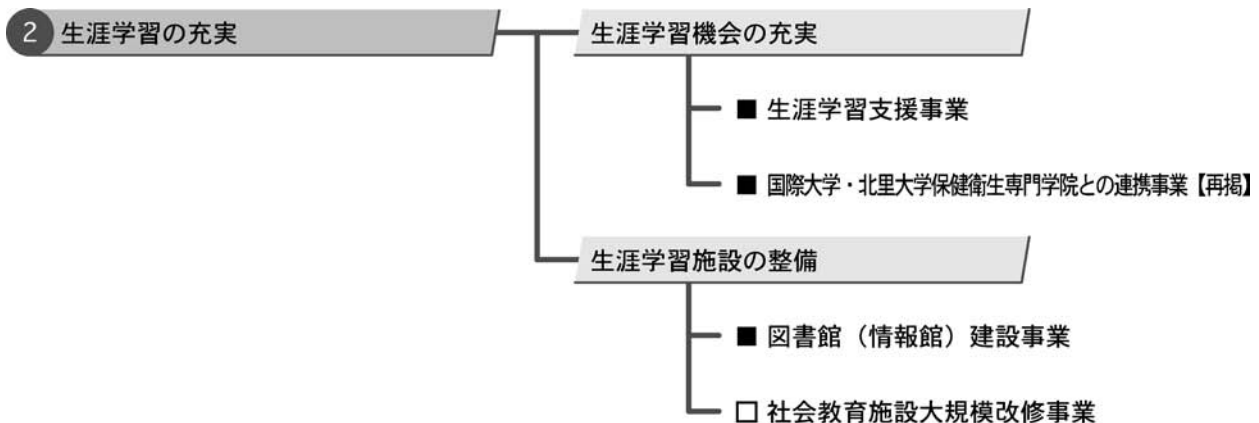 2 生涯学習の充実
生涯学習機会の充実
■ 生涯学習支援事業
■ 国際大学・北里大学保健衛生専門学院との連携事業【再掲】
生涯学習施設の整備
■ 図書館（情報館）建設事業
□ 社会教育施設大規模改修事業